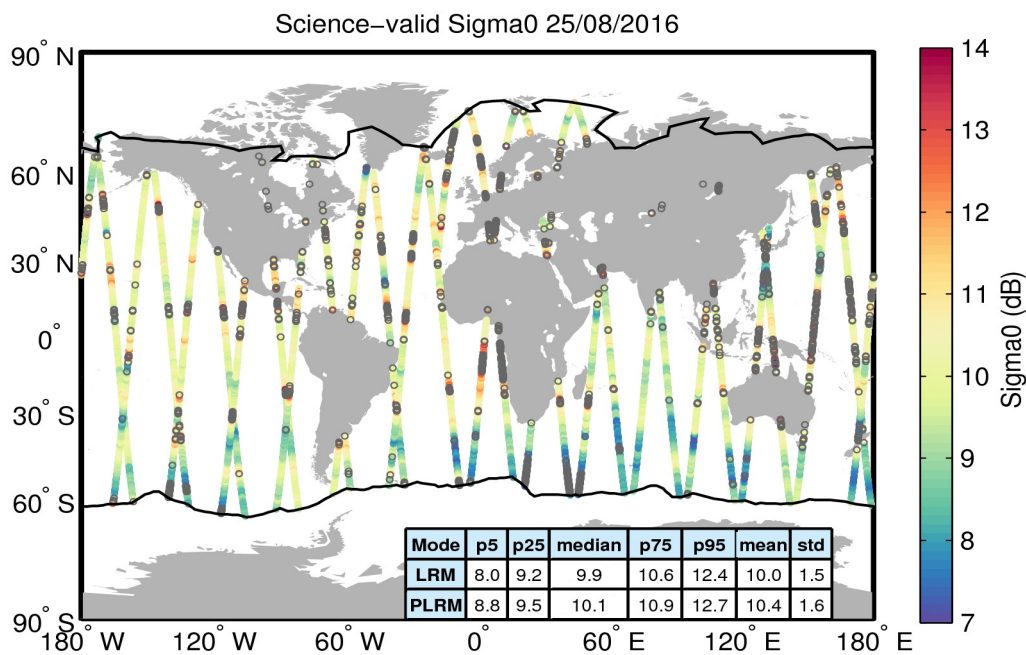 Science−valid Sigma0 25/08/2016
90° N
60° N
30° N
0°
30° S
60° S
90° S
180° W
120° W
60° W
0°
60° E
120° E
180° E
14
13
12
11
10
9
8
7
Sigma0 (dB)
Mode p5 p25 median p75 p95 mean std
LRM 8.0 9.2 9.9 10.6 12.4 10.0 1.5
PLRM 8.8 9.5 10.1 10.9 12.7 10.4 1.6